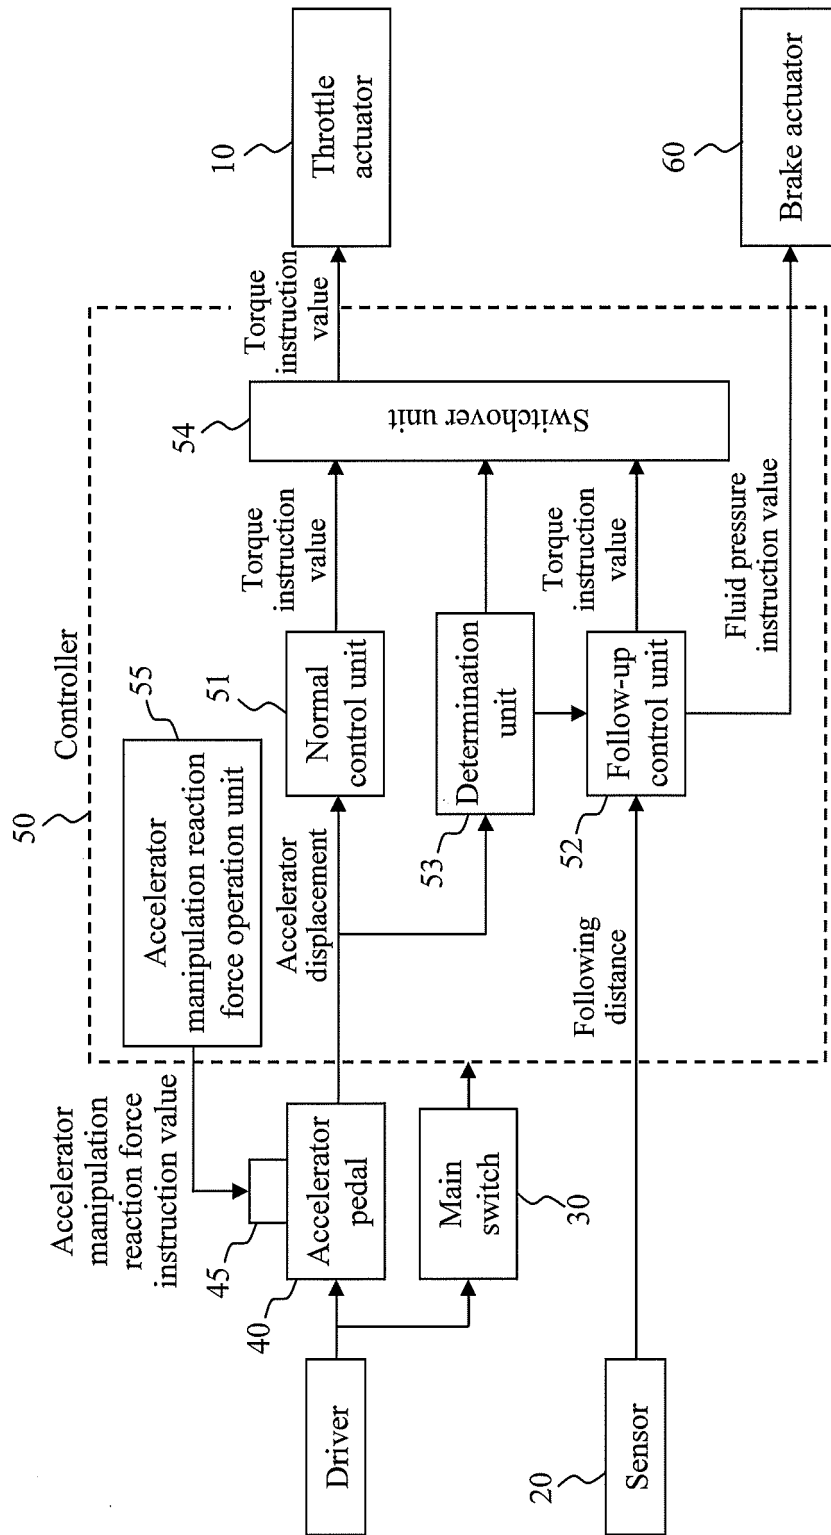 50
Controller
Accelerator
manipulation
reaction force
instruction value
55
Accelerator
manipulation reaction
force operation unit
45
40
Accelerator
pedal
Accelerator
displacement
51
Normal
control unit
Torque
instruction
value
54
Switchover unit
Torque
instruction
value
10
Throttle
actuator
Driver
Main
switch
30
53
Determination
unit
20
Sensor
Following
distance
52
Follow-up
control unit
Torque
instruction
value
Fluid pressure
instruction value
60
Brake actuator